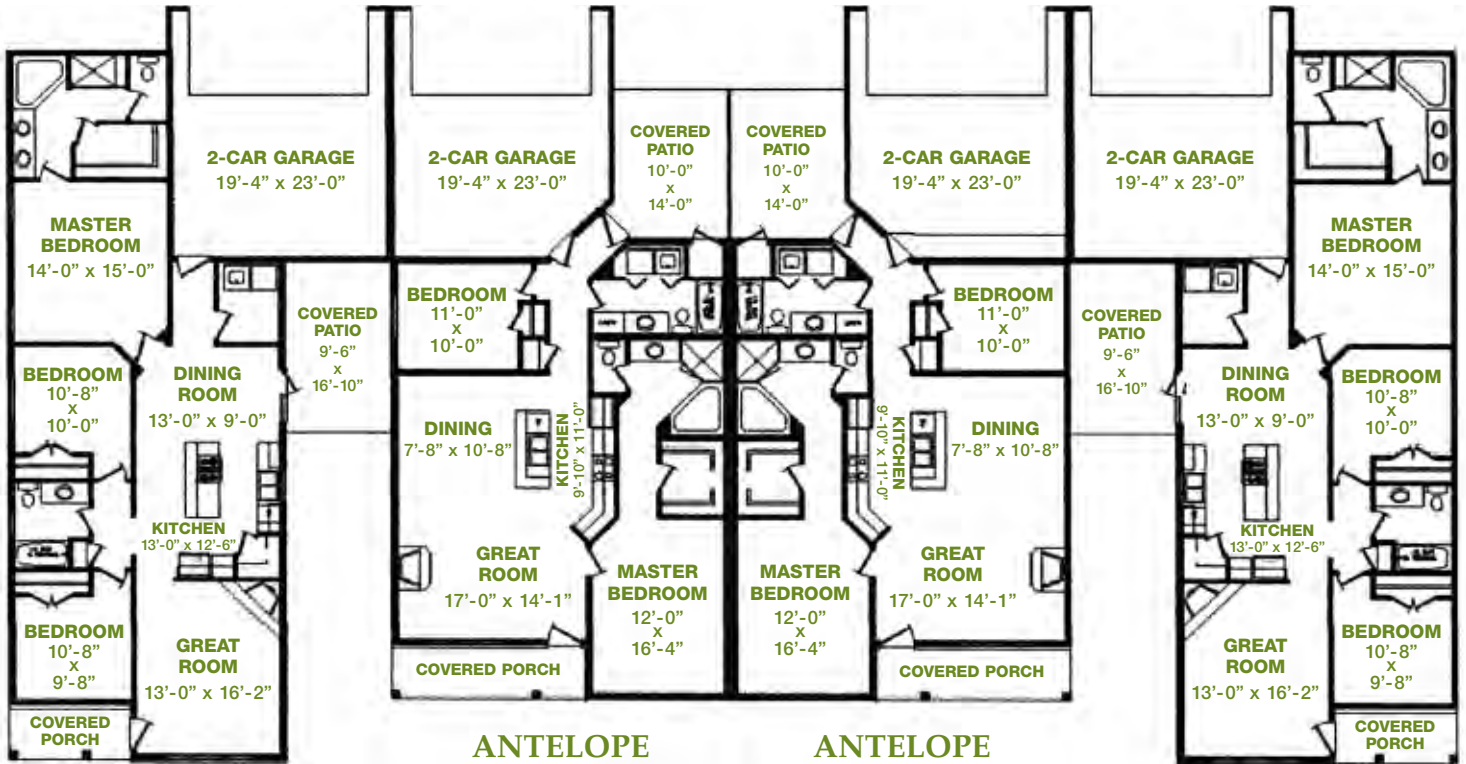 2-CAR GARAGE
19'-4" x 23'-0"
2-CAR GARAGE
19'-4" x 23'-0"
COVERED
PATIO
10'-0"
x
14'-0"
COVERED
PATIO
10'-0"
x
14'-0"
2-CAR GARAGE
19'-4" x 23'-0"
2-CAR GARAGE
19'-4" x 23'-0"
MASTER
BEDROOM
14'-0" x 15'-0"
BEDROOM
11'-0"
x
10'-0"
BEDROOM
11'-0"
x
10'-0"
MASTER
BEDROOM
14'-0" x 15'-0"
COVERED
PATIO
9'-6"
x
16'-10"
COVERED
PATIO
9'-6"
x
16'-10"
BEDROOM
10'-8"
x
10'-0"
DINING
ROOM
13'-0" x 9'-0"
DINING
7'-8" x 10'-8"
KITCHEN
9'-10" x 11'-0"
KITCHEN
9'-10" x 11'-0"
DINING
7'-8" x 10'-8"
DINING
ROOM
13'-0" x 9'-0"
BEDROOM
10'-8"
x
10'-0"
KITCHEN
13'-0" x 12'-6"
KITCHEN
13'-0" x 12'-6"
GREAT
ROOM
17'-0" x 14'-1"
MASTER
BEDROOM
12'-0"
x
16'-4"
MASTER
BEDROOM
12'-0"
x
16'-4"
GREAT
ROOM
17'-0" x 14'-1"
BEDROOM
10'-8"
x
9'-8"
GREAT
ROOM
13'-0" x 16'-2"
GREAT
ROOM
13'-0" x 16'-2"
BEDROOM
10'-8"
x
9'-8"
COVERED PORCH
COVERED PORCH
COVERED
PORCH
COVERED
PORCH
ANTELOPE
ANTELOPE